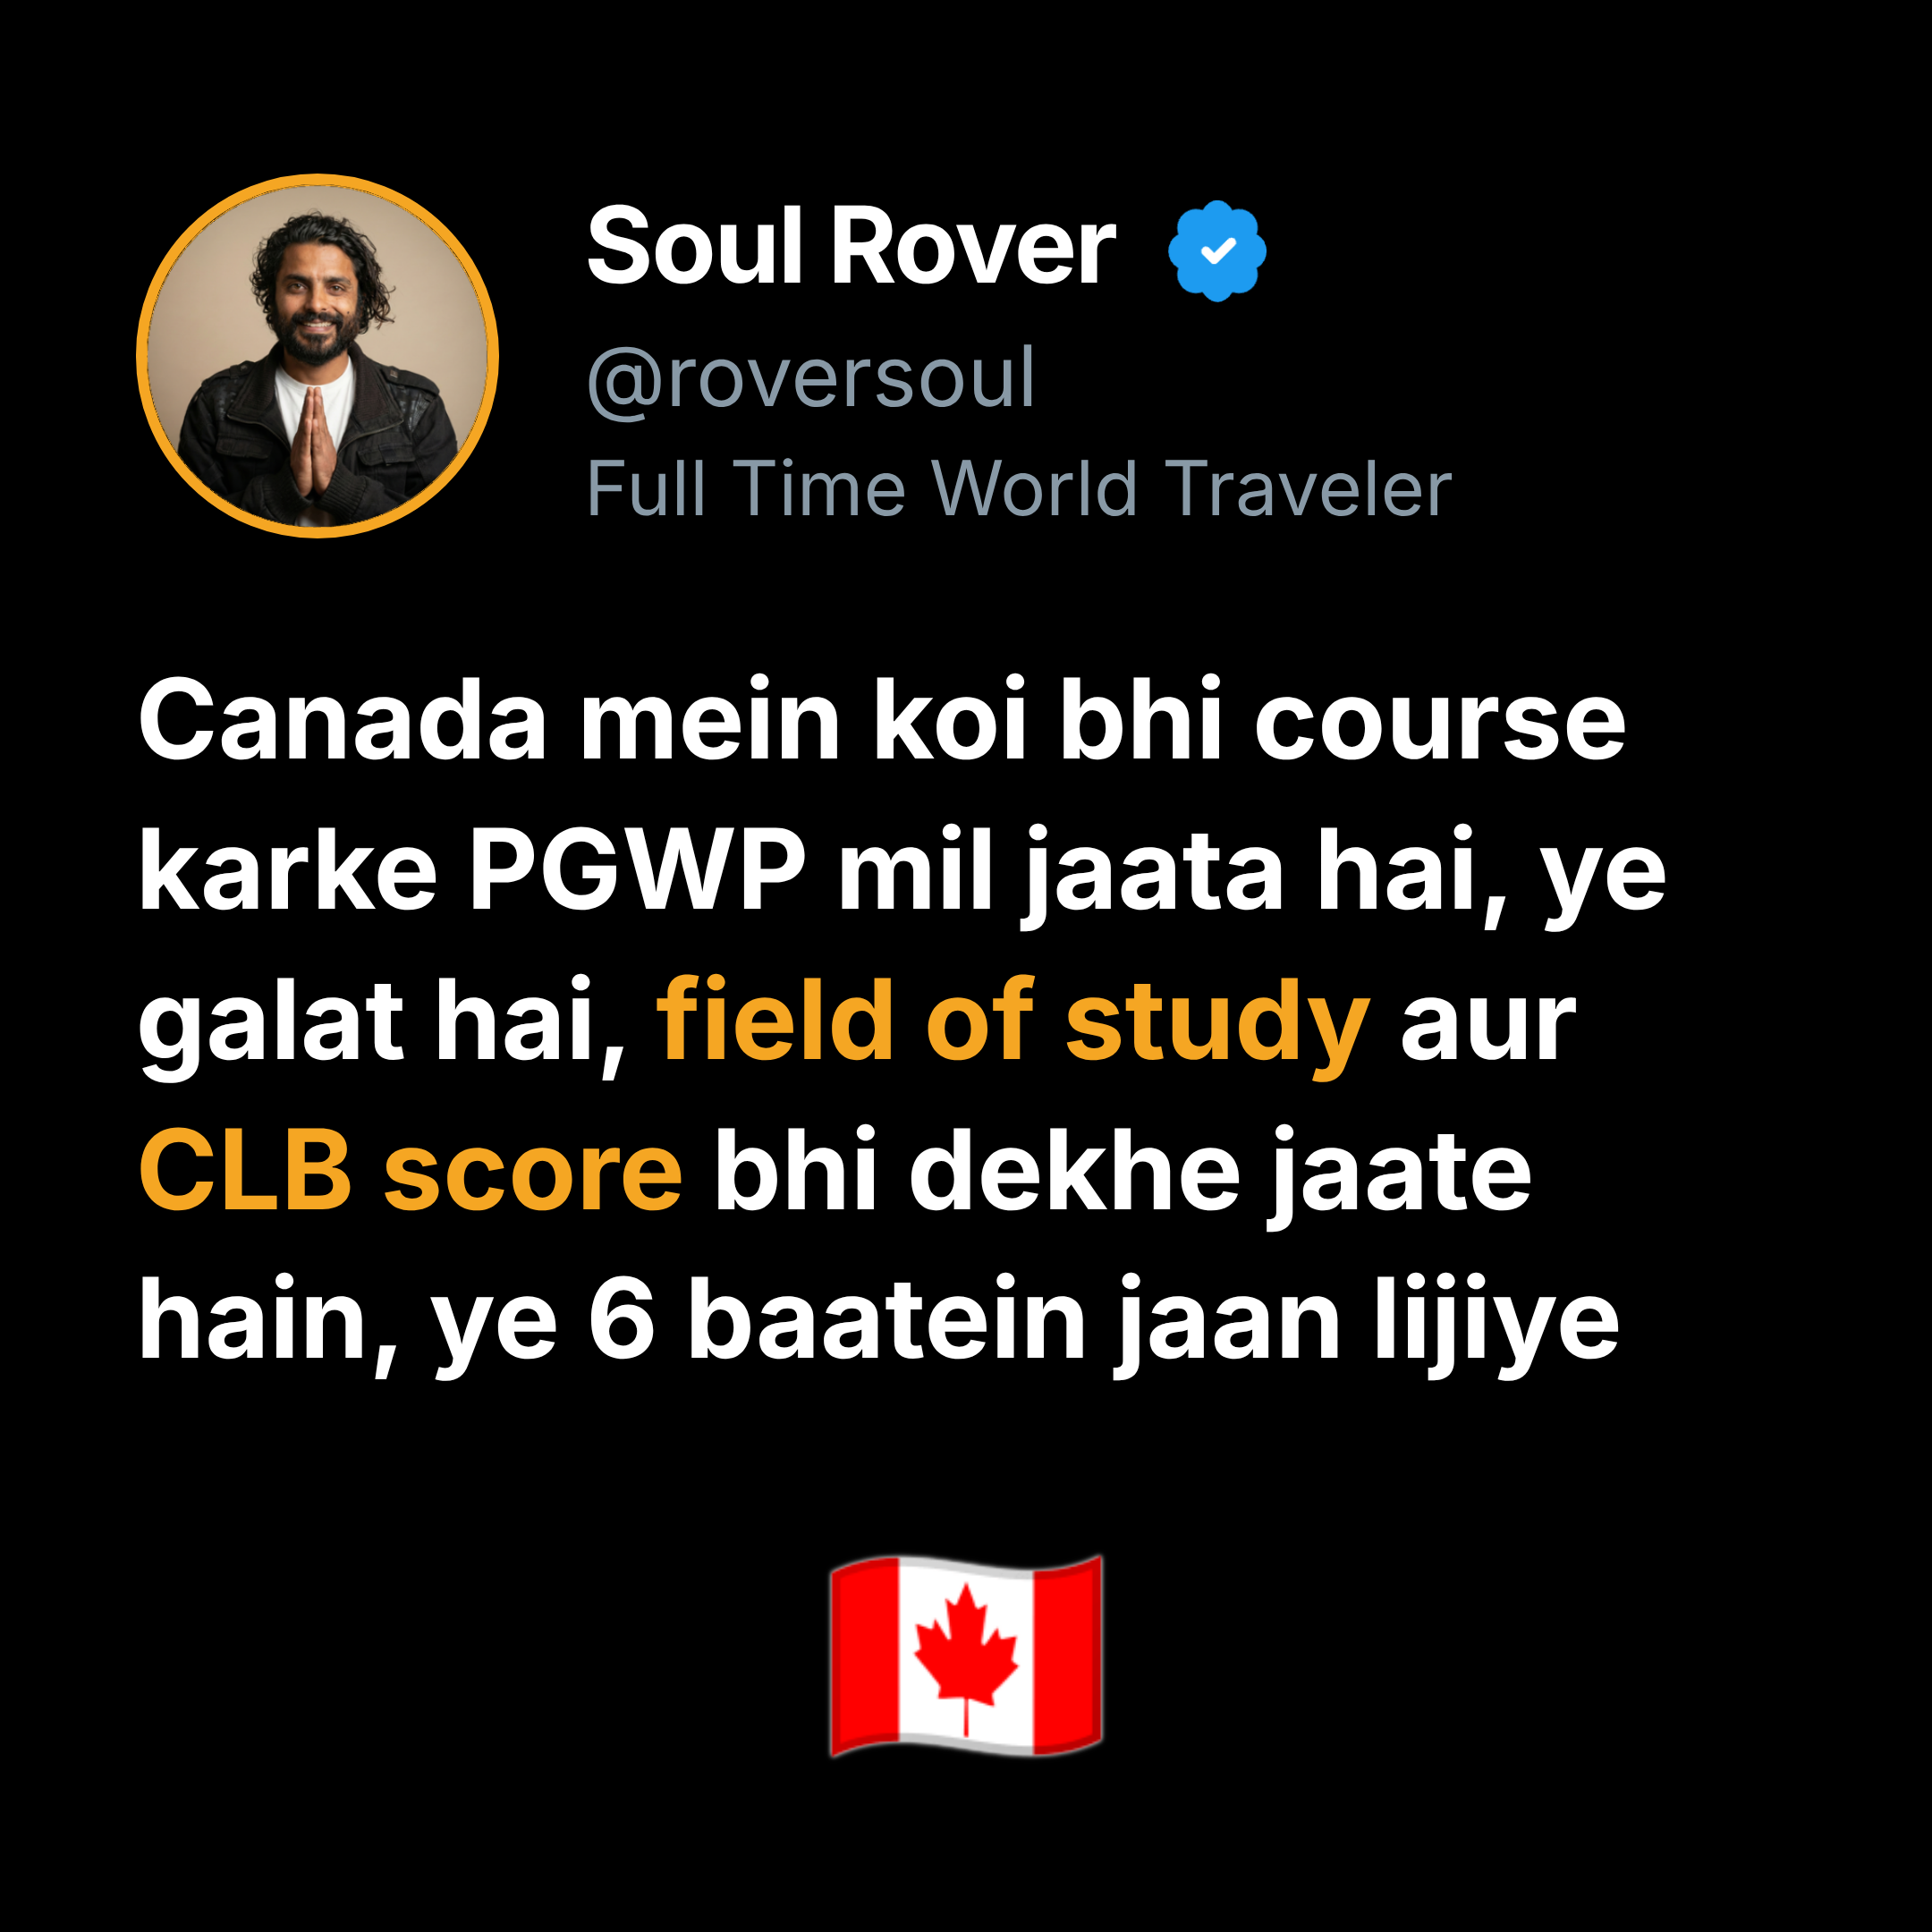 Soul Rover
@roversoul
Full Time World Traveler
Canada mein koi bhi course
karke PGWP mil jaata hai, ye
galat hai, field of study aur
CLB score bhi dekhe jaate
hain, ye 6 baatein jaan lijiye